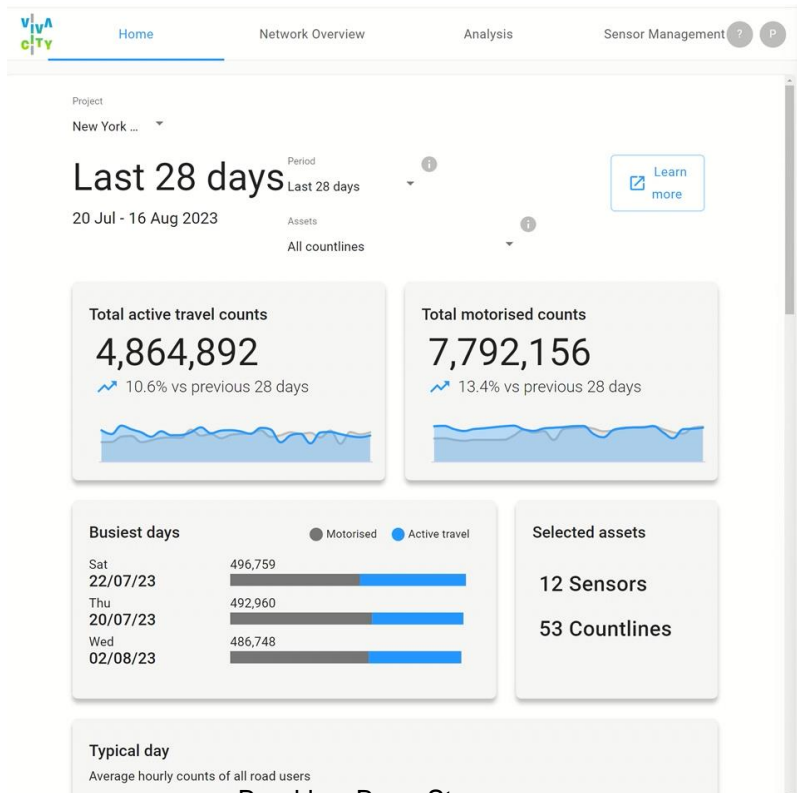 VIVA
CITY
Home
Network Overview
Analysis
Sensor Management
?
P
Project
New York ...
Last 28 days
20 Jul - 16 Aug 2023
Period
Last 28 days
Assets
All countlines
Learn
more
Total active travel counts
4,864,892
10.6% vs previous 28 days
Total motorised counts
7,792,156
13.4% vs previous 28 days
Busiest days
Motorised
Active travel
Sat
22/07/23
496,759
Thu
20/07/23
492,960
Wed
02/08/23
486,748
Selected assets
12 Sensors
53 Countlines
Typical day
Average hourly counts of all road users